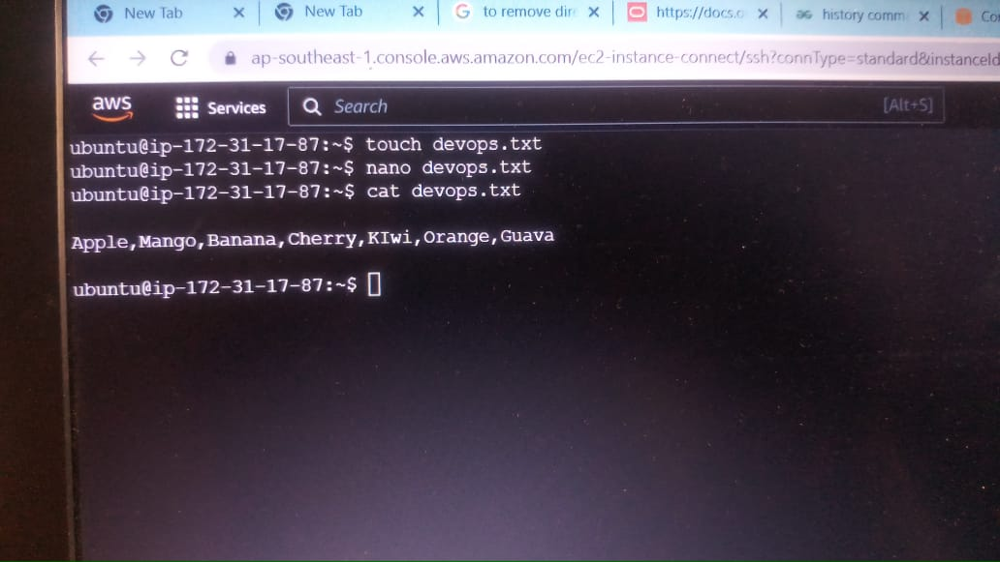 New Tab
New Tab
to remove dir
https://docs.o
history comm
Co
ap-southeast-1.console.aws.amazon.com/ec2-instance-connect/ssh?connType=standard&instanceId
aws
Services
Search
[Alt+S]
ubuntu@ip-172-31-17-87:~$ touch devops.txt
ubuntu@ip-172-31-17-87:~$ nano devops.txt
ubuntu@ip-172-31-17-87:~$ cat devops.txt
Apple,Mango,Banana,Cherry,KIwi,Orange,Guava
ubuntu@ip-172-31-17-87:~$